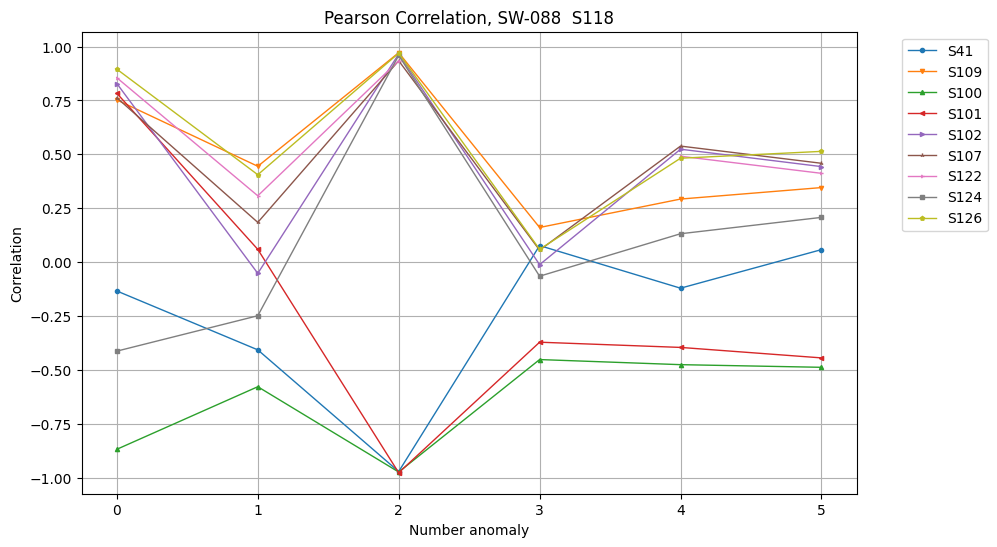 Pearson Correlation, SW-088  S118
Correlation
1.00
0.75
0.50
0.25
0.00
−0.25
−0.50
−0.75
−1.00
0 1 2 3 4 5
Number anomaly
S41
S109
S100
S101
S102
S107
S122
S124
S126